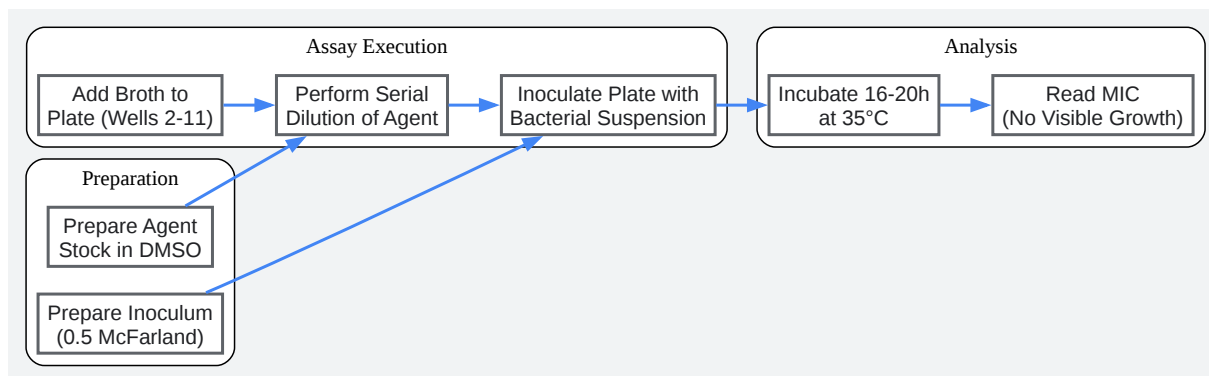 Assay Execution
Add Broth to
Plate (Wells 2-11)
Perform Serial
Dilution of Agent
Inoculate Plate with
Bacterial Suspension
Analysis
Incubate 16-20h
at 35°C
Read MIC
(No Visible Growth)
Preparation
Prepare Agent
Stock in DMSO
Prepare Inoculum
(0.5 McFarland)